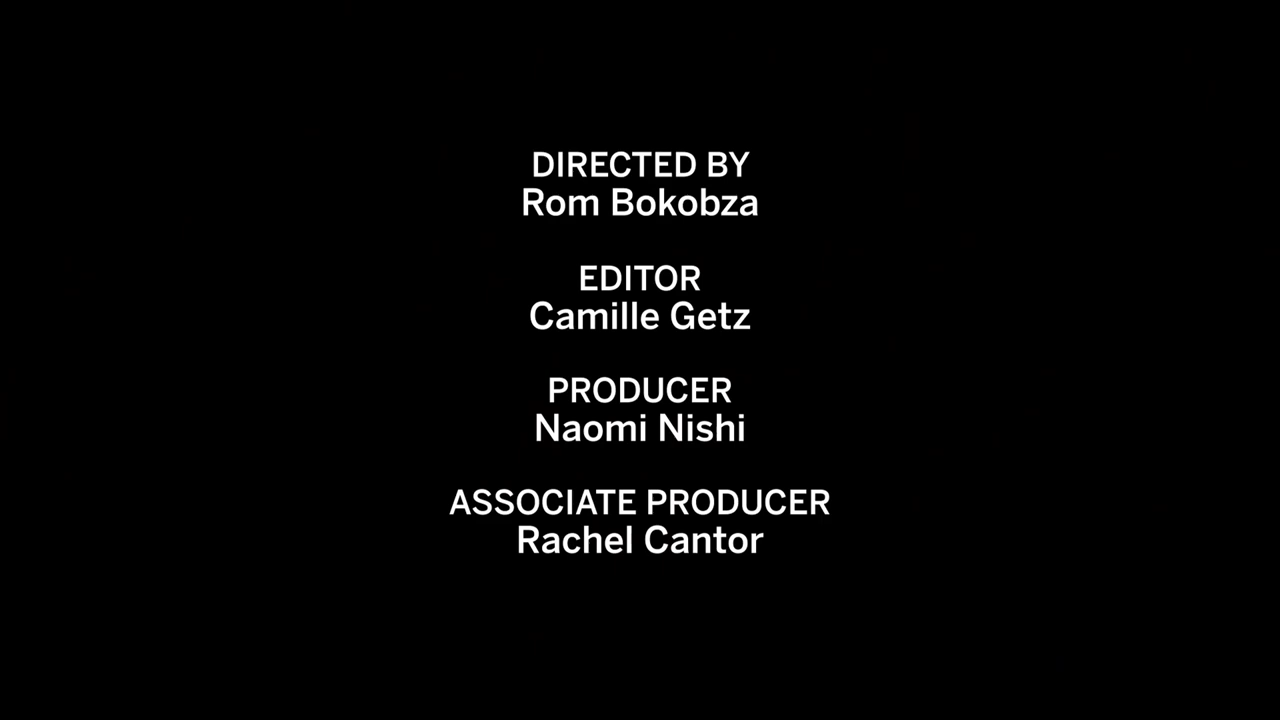 DIRECTED BY
Rom Bokobza
EDITOR
Camille Getz
PRODUCER
Naomi Nishi
ASSOCIATE PRODUCER
Rachel Cantor